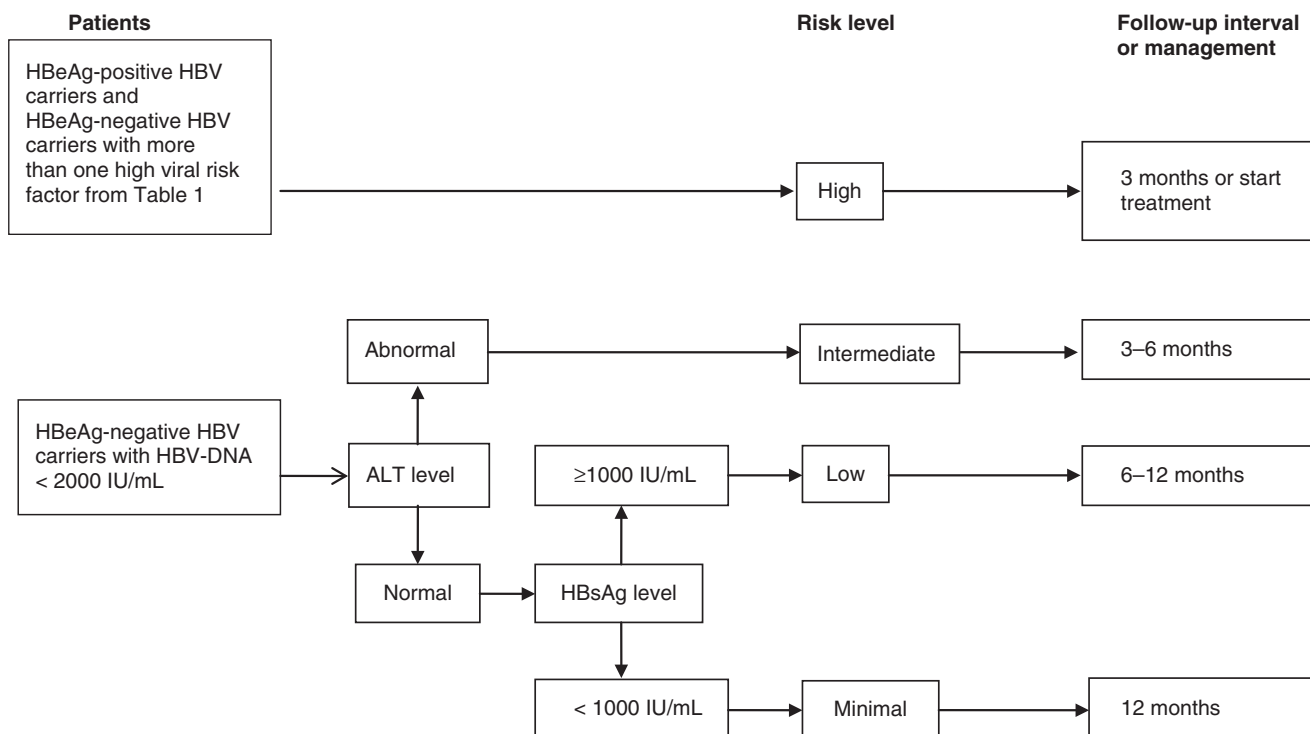 Patients
Risk level
Follow-up interval
or management
HBeAg-positive HBV
carriers and
HBeAg-negative HBV
carriers with more
than one high viral risk
factor from Table 1
High
3 months or start
treatment
Abnormal
Intermediate
3–6 months
HBeAg-negative HBV
carriers with HBV-DNA
< 2000 IU/mL
ALT level
≥1000 IU/mL
Low
6–12 months
Normal
HBsAg level
< 1000 IU/mL
Minimal
12 months